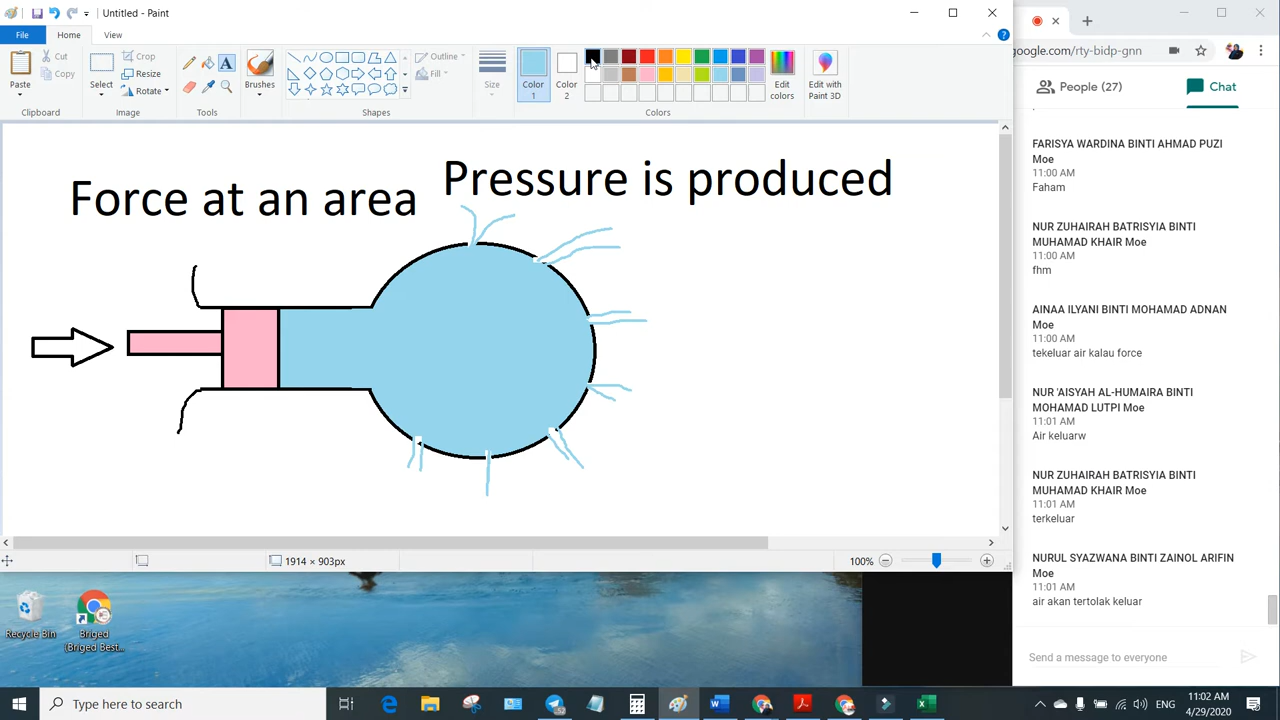 Untitled - Paint
File
Home
View
Paste
Cut
Copy
Clipboard
Select
Crop
Resize
Rotate
Image
A
Tools
Brushes
Shapes
Outline
Fill
Size
Color
1
Color
2
Edit
colors
Colors
Edit with
Paint 3D
Force at an area
Pressure is produced
1914 × 903px
100%
google.com/rty-bidp-gnn
People (27)
Chat
FARISYA WARDINA BINTI AHMAD PUZI
Moe
11:00 AM
Faham
NUR ZUHAIRAH BATRISYIA BINTI
MUHAMAD KHAIR Moe
11:00 AM
fhm
AINAA ILYANI BINTI MOHAMAD ADNAN
Moe
11:00 AM
tekeluar air kalau force
NUR 'AISYAH AL-HUMAIRA BINTI
MOHAMAD LUTPI Moe
11:01 AM
Air keluarw
NUR ZUHAIRAH BATRISYIA BINTI
MUHAMAD KHAIR Moe
11:01 AM
terkeluar
NURUL SYAZWANA BINTI ZAINOL ARIFIN
Moe
11:01 AM
air akan tertolak keluar
Send a message to everyone
Recycle Bin
Briged
(Briged Best...
Type here to search
ENG
11:02 AM
4/29/2020